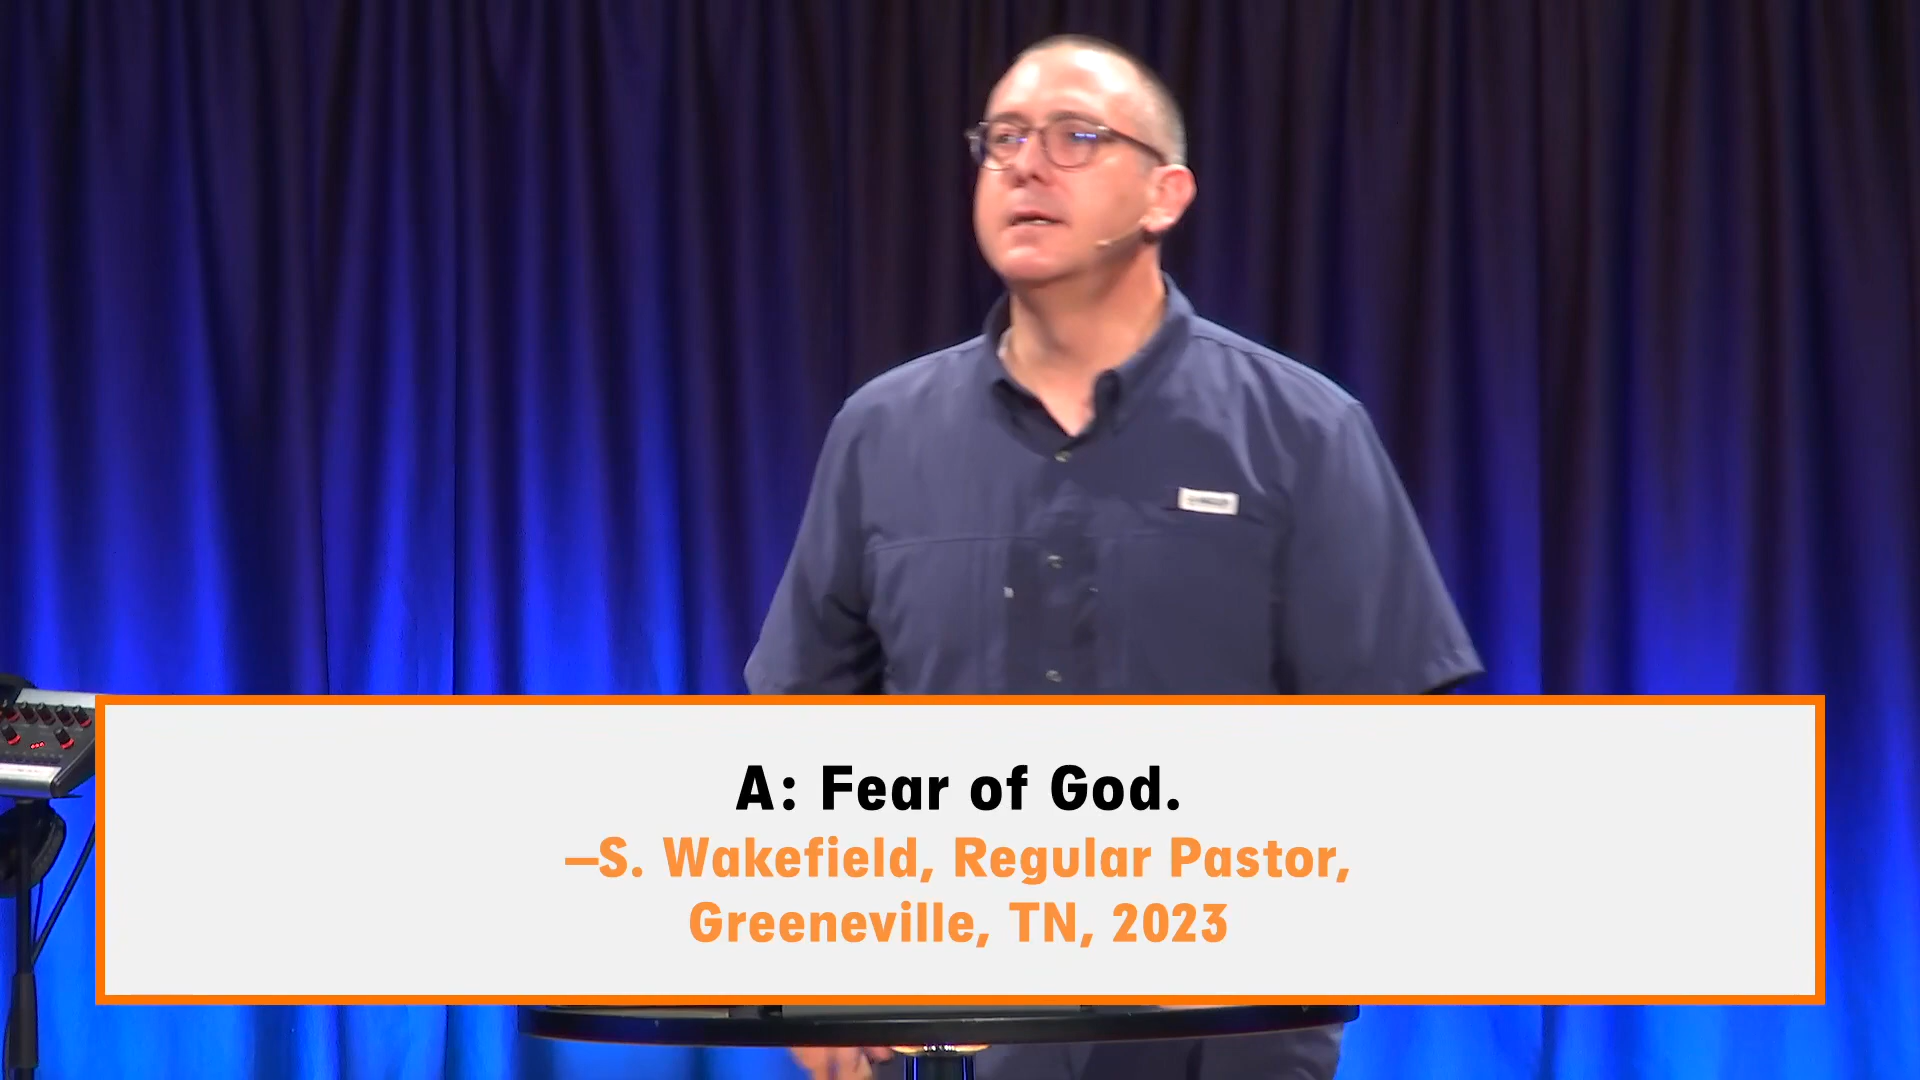 A: Fear of God.
–S. Wakefield, Regular Pastor,
Greeneville, TN, 2023